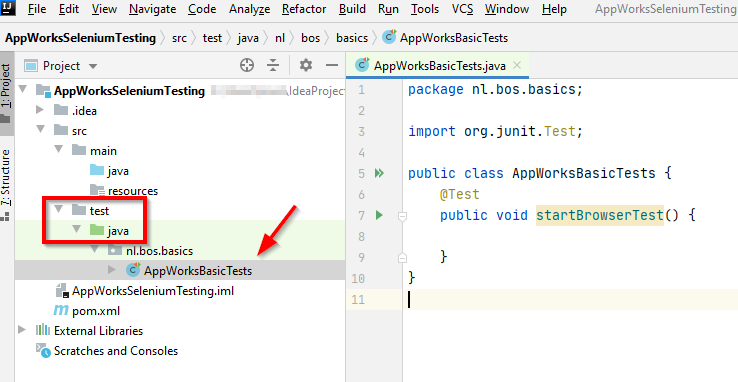 IJ File Edit View Navigate Code Analyze Refactor Build Run Tools VCS Window Help AppWorksSeleniumTesting
AppWorksSeleniumTesting src test java nl bos basics AppWorksBasicTests
1: Project
7: Structure
Project
AppWorksSeleniumTesting \IdeaProject
.idea
src
main
java
resources
test
java
nl.bos.basics
AppWorksBasicTests
AppWorksSeleniumTesting.iml
pom.xml
External Libraries
Scratches and Consoles
AppWorksBasicTests.java
1 package nl.bos.basics;
2
3 import org.junit.Test;
4
5 public class AppWorksBasicTests {
6 @Test
7 public void startBrowserTest() {
8
9 }
10 }
11